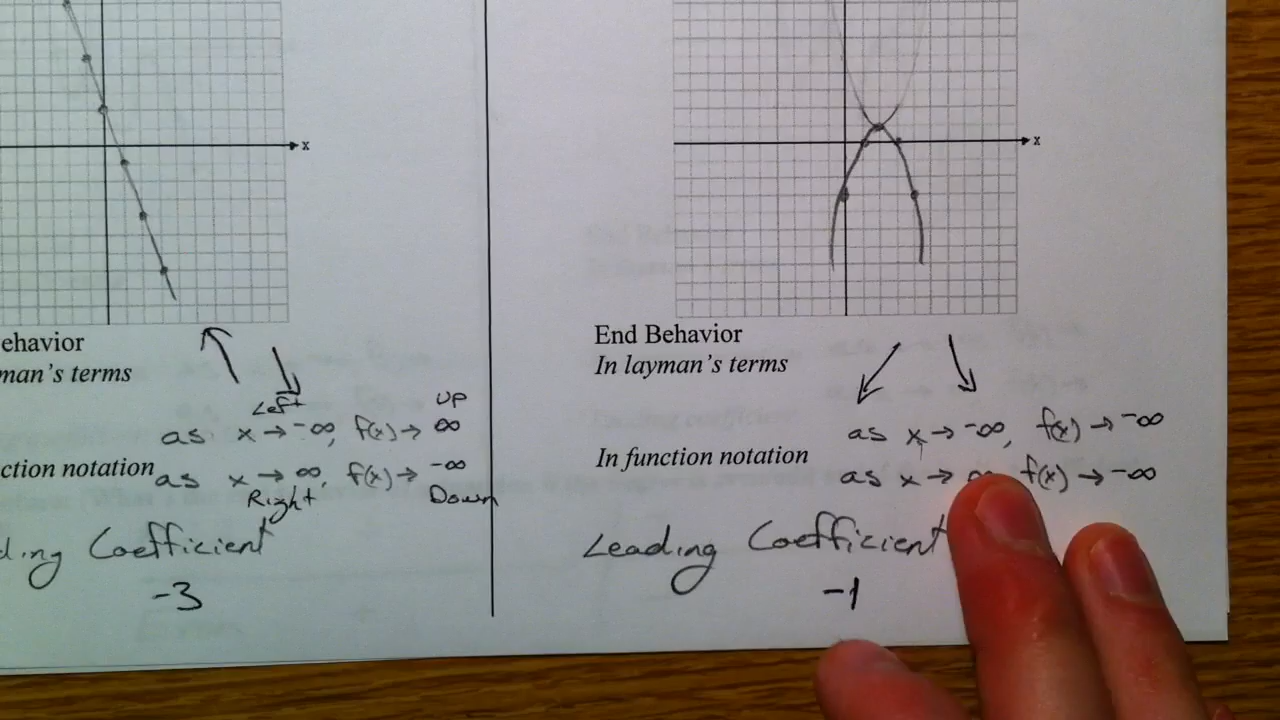 x
ehavior
man's terms
Left
UP
as x → -∞, f(x) → ∞
ction notation
as x → ∞, f(x) → -∞
Right
Down
ding Coefficient
-3
x
End Behavior
In layman's terms
as x → -∞, f(x) → -∞
In function notation
as x → ∞ f(x) → -∞
Leading Coefficient
-1